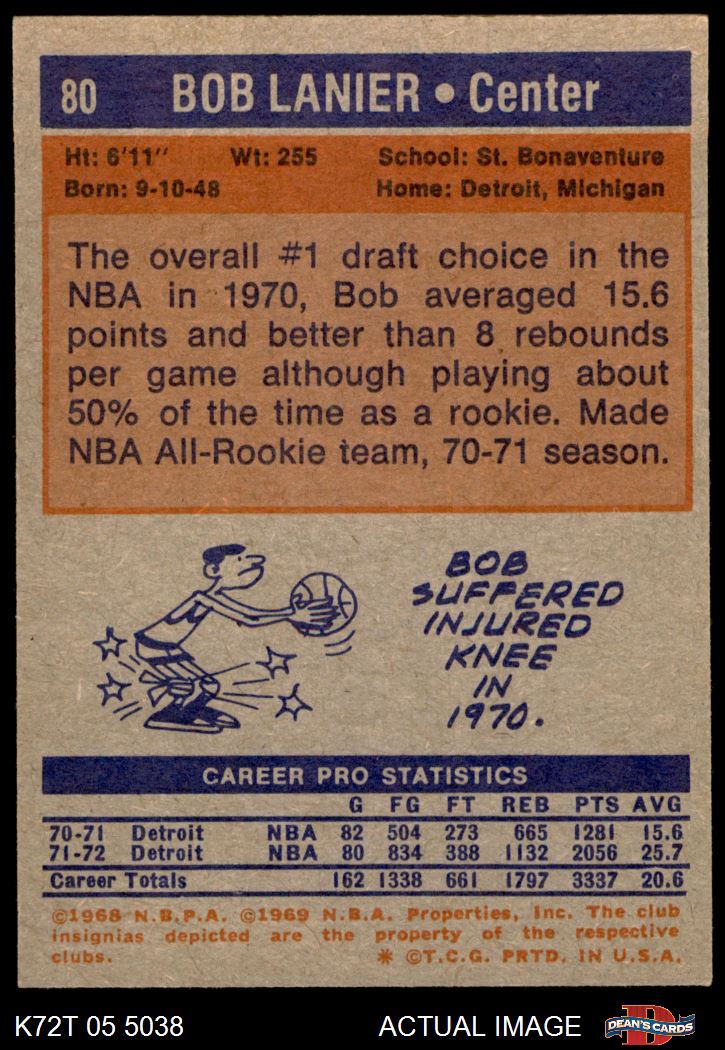 80 BOB LANIER • Center
Ht: 6'11" Wt: 255 School: St. Bonaventure
Born: 9-10-48 Home: Detroit, Michigan
The overall #1 draft choice in the
NBA in 1970, Bob averaged 15.6
points and better than 8 rebounds
per game although playing about
50% of the time as a rookie. Made
NBA All-Rookie team, 70-71 season.
BOB
SUFFERED
INJURED
KNEE
IN
1970.
CAREER PRO STATISTICS
G FG FT REB PTS AVG
70-71 Detroit NBA 82 504 273 665 1281 15.6
71-72 Detroit NBA 80 834 388 1132 2056 25.7
Career Totals 162 1338 661 1797 3337 20.6
©1968 N.B.P.A. ©1969 N.B.A. Properties, Inc. The club
insignias depicted are the property of the respective
clubs. * ©T.C.G. PRTD. IN U.S.A.
K72T 05 5038 ACTUAL IMAGE D DEAN'S CARDS